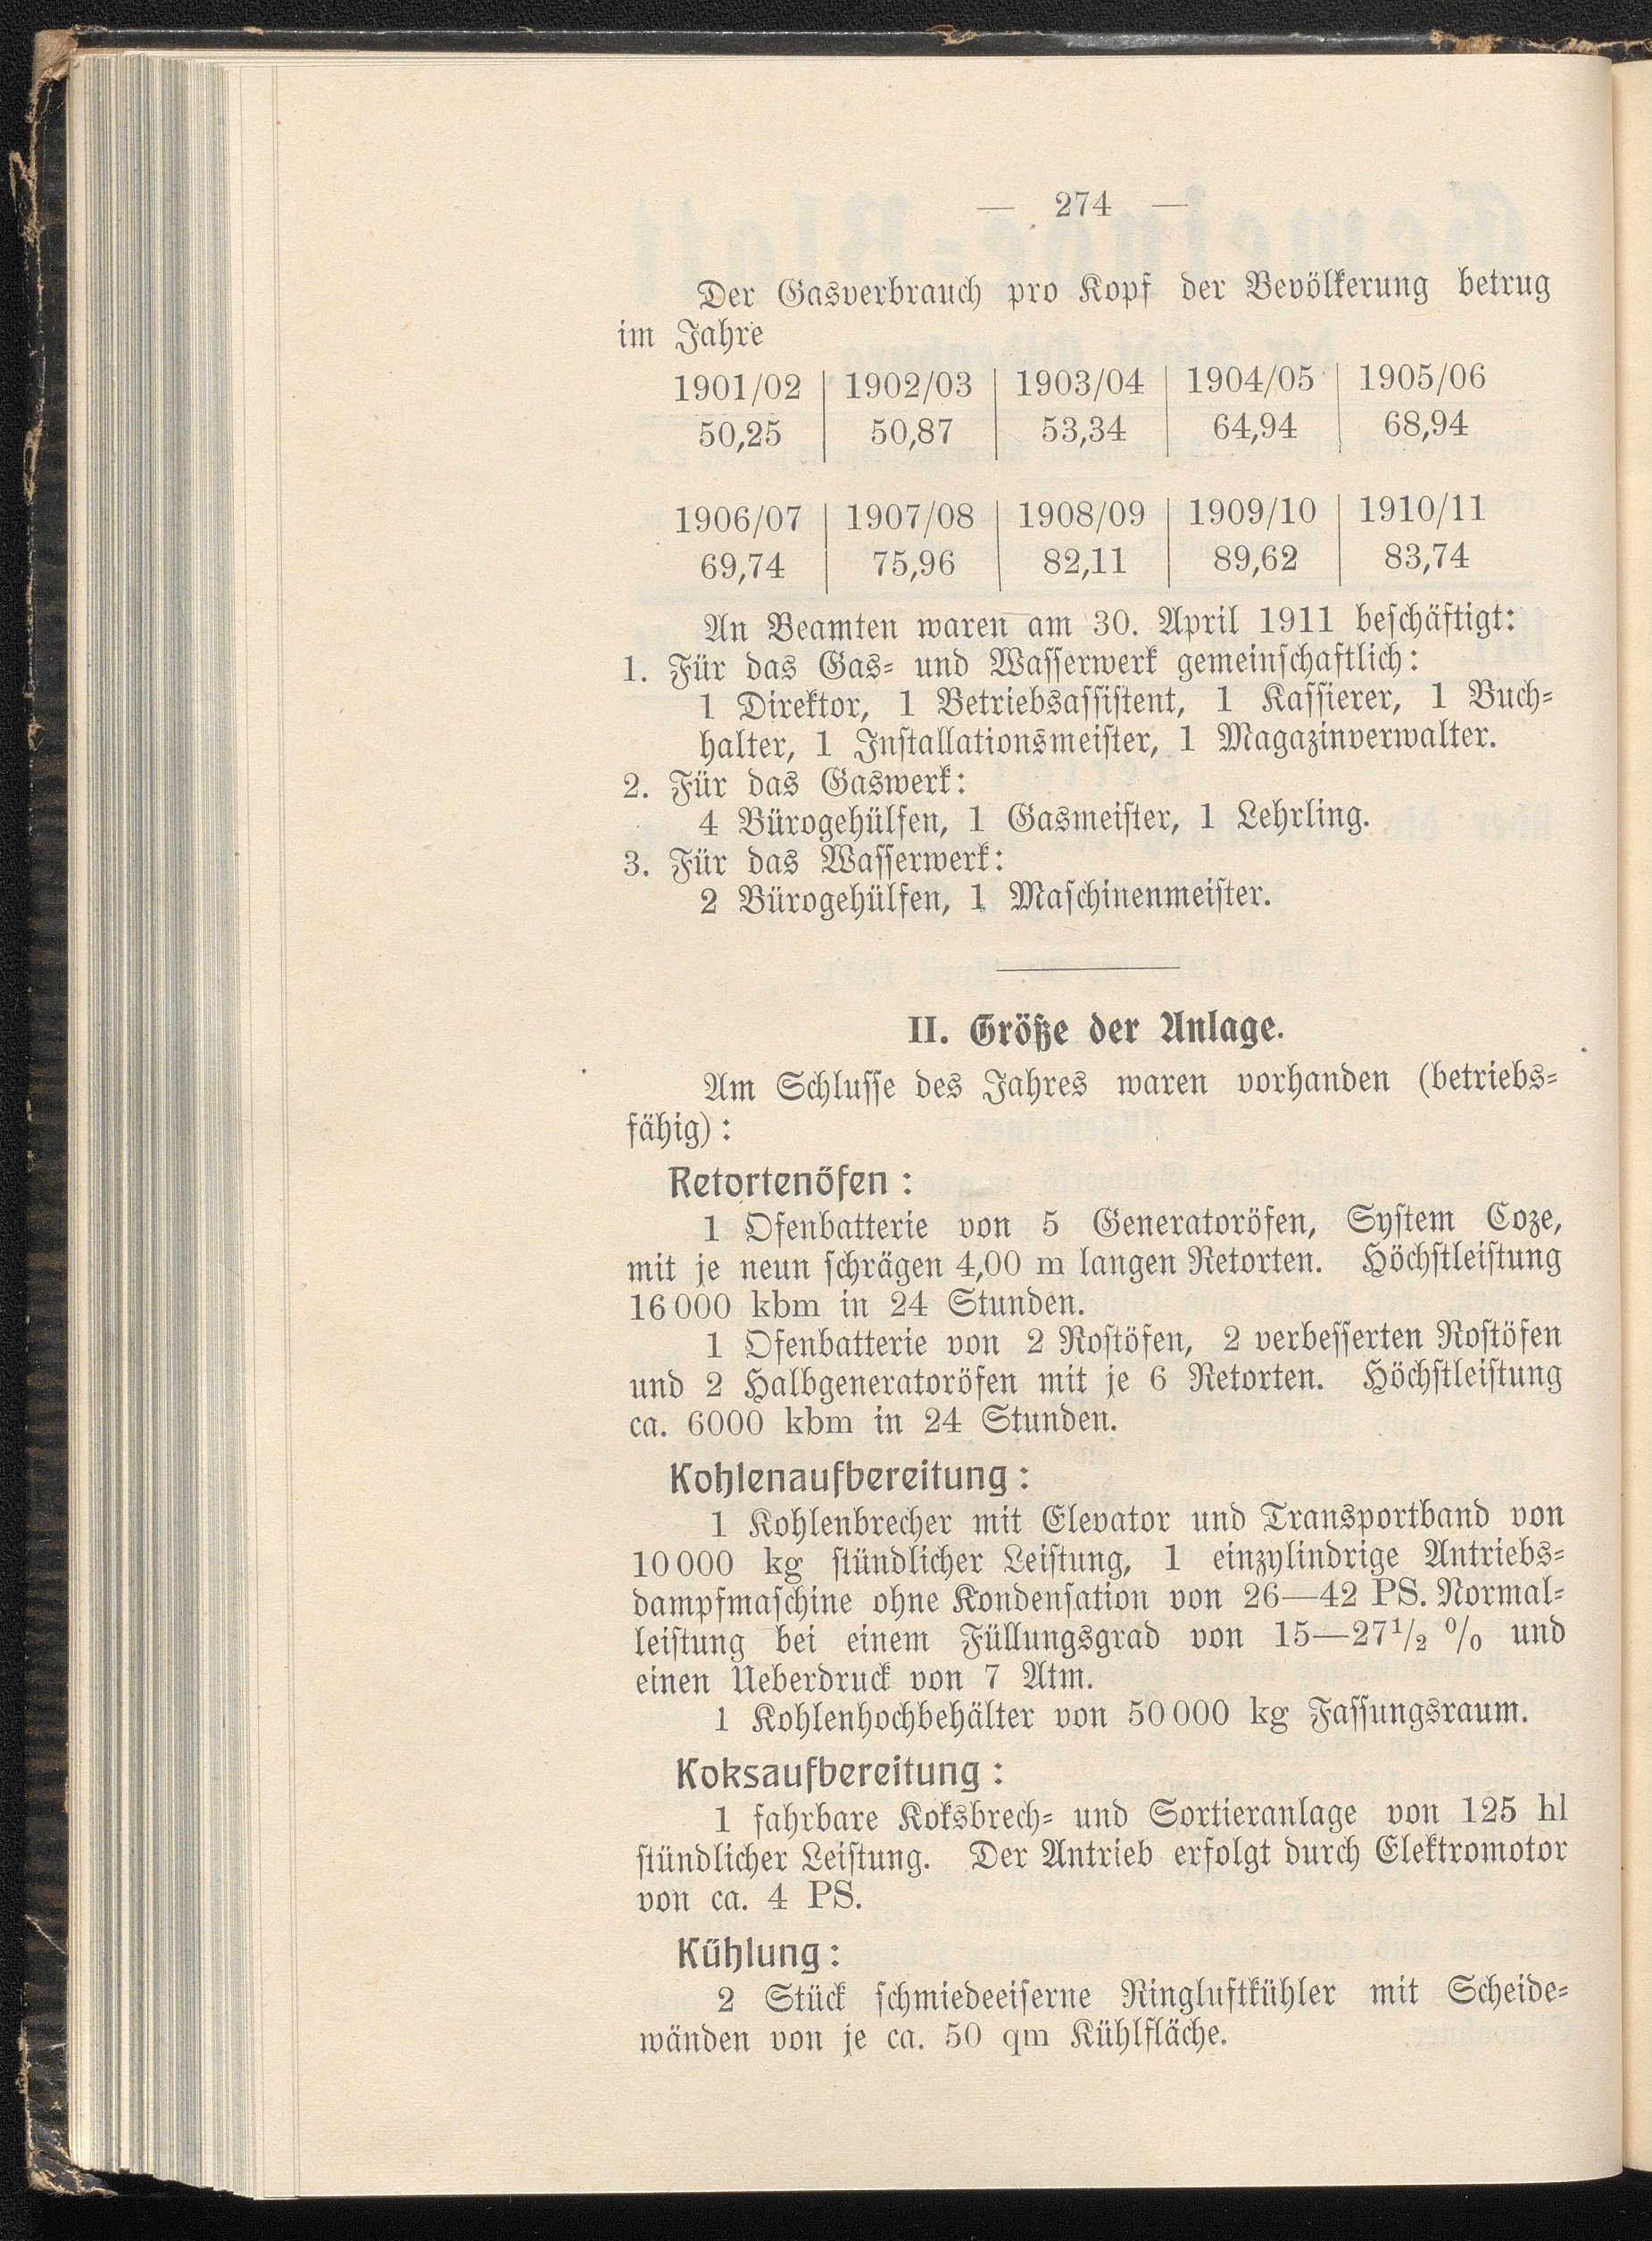 — 274 —
Der Gasverbrauch pro Kopf der Bevölkerung betrug
im Jahre
1901/02 | 1902/03 | 1903/04 | 1904/05 | 1905/06
50,25 | 50,87 | 53,34 | 64,94 | 68,94
1906/07 | 1907/08 | 1908/09 | 1909/10 | 1910/11
69,74 | 75,96 | 82,11 | 89,62 | 83,74
An Beamten waren am 30. April 1911 beschäftigt:
1. Für das Gas- und Wasserwerk gemeinschaftlich:
1 Direktor, 1 Betriebsassistent, 1 Kassierer, 1 Buch-
halter, 1 Installationsmeister, 1 Magazinverwalter.
2. Für das Gaswerk:
4 Bürogehülfen, 1 Gasmeister, 1 Lehrling.
3. Für das Wasserwerk:
2 Bürogehülfen, 1 Maschinenmeister.
II. Größe der Anlage.
Am Schlusse des Jahres waren vorhanden (betriebs-
fähig):
Retortenöfen:
1 Ofenbatterie von 5 Generatoröfen, System Coze,
mit je neun schrägen 4,00 m langen Retorten. Höchstleistung
16 000 kbm in 24 Stunden.
1 Ofenbatterie von 2 Rostöfen, 2 verbesserten Rostöfen
und 2 Halbgeneratoröfen mit je 6 Retorten. Höchstleistung
ca. 6000 kbm in 24 Stunden.
Kohlenaufbereitung:
1 Kohlenbrecher mit Elevator und Transportband von
10 000 kg stündlicher Leistung, 1 einzylindrige Antriebs-
dampfmaschine ohne Kondensation von 26—42 PS. Normal-
leistung bei einem Füllungsgrad von 15—27½ % und
einen Ueberdruck von 7 Atm.
1 Kohlenhochbehälter von 50 000 kg Fassungsraum.
Koksaufbereitung:
1 fahrbare Koksbrech- und Sortieranlage von 125 hl
stündlicher Leistung. Der Antrieb erfolgt durch Elektromotor
von ca. 4 PS.
Kühlung:
2 Stück schmiedeeiserne Ringluftkühler mit Scheide-
wänden von je ca. 50 qm Kühlfläche.